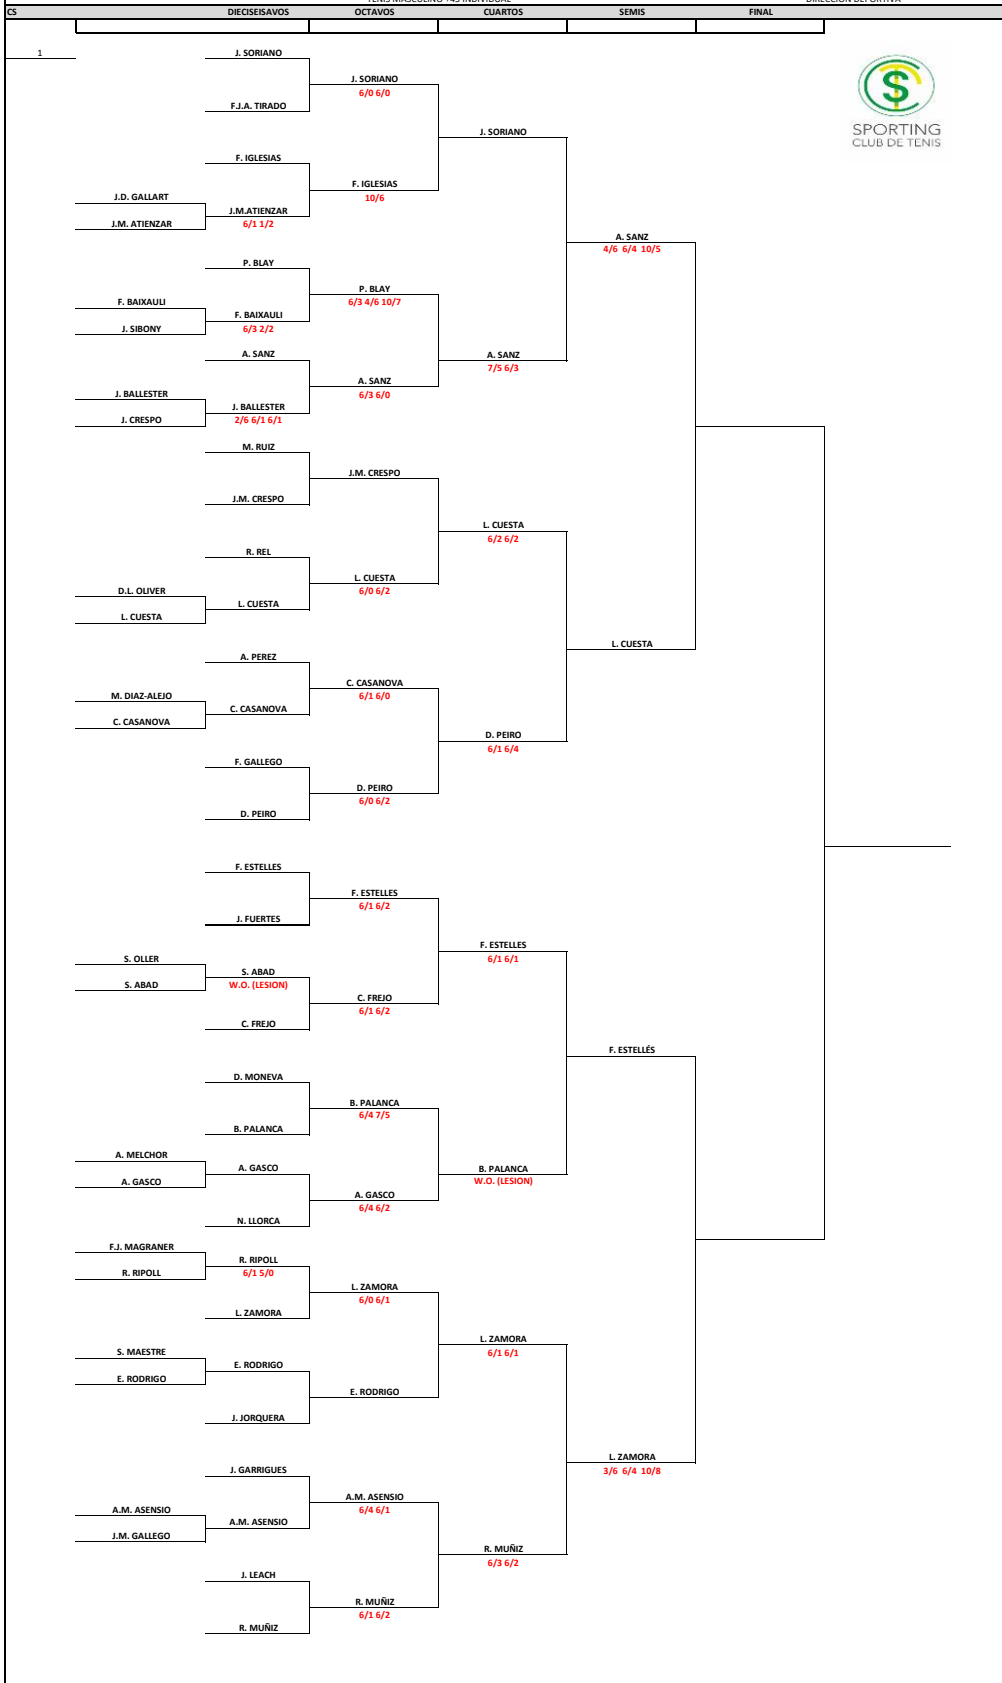 TENIS MASCULINO +45 INDIVIDUAL
DIRECCION DEPORTIVA
CS DIECISEISAVOS OCTAVOS CUARTOS SEMIS FINAL
1
J. SORIANO
J. SORIANO
6/0 6/0
F.J.A. TIRADO
J. SORIANO
SPORTING
CLUB DE TENIS
F. IGLESIAS
F. IGLESIAS
10/6
J.D. GALLART
J.M.ATIENZAR
6/1 1/2
J.M. ATIENZAR
A. SANZ
4/6 6/4 10/5
P. BLAY
P. BLAY
6/3 4/6 10/7
F. BAIXAULI
F. BAIXAULI
6/3 2/2
J. SIBONY
A. SANZ
A. SANZ
7/5 6/3
A. SANZ
6/3 6/0
J. BALLESTER
J. BALLESTER
2/6 6/1 6/1
J. CRESPO
M. RUIZ
J.M. CRESPO
J.M. CRESPO
L. CUESTA
6/2 6/2
R. REL
L. CUESTA
6/0 6/2
D.L. OLIVER
L. CUESTA
L. CUESTA
L. CUESTA
A. PEREZ
C. CASANOVA
6/1 6/0
M. DIAZ-ALEJO
C. CASANOVA
C. CASANOVA
D. PEIRO
6/1 6/4
F. GALLEGO
D. PEIRO
6/0 6/2
D. PEIRO
F. ESTELLES
F. ESTELLES
6/1 6/2
J. FUERTES
F. ESTELLES
6/1 6/1
S. OLLER
S. ABAD
W.O. (LESION)
S. ABAD
C. FREJO
6/1 6/2
C. FREJO
F. ESTELLÉS
D. MONEVA
B. PALANCA
6/4 7/5
B. PALANCA
A. MELCHOR
A. GASCO
A. GASCO
B. PALANCA
W.O. (LESION)
A. GASCO
6/4 6/2
N. LLORCA
F.J. MAGRANER
R. RIPOLL
6/1 5/0
R. RIPOLL
L. ZAMORA
6/0 6/1
L. ZAMORA
L. ZAMORA
6/1 6/1
S. MAESTRE
E. RODRIGO
E. RODRIGO
E. RODRIGO
J. JORQUERA
L. ZAMORA
3/6 6/4 10/8
J. GARRIGUES
A.M. ASENSIO
6/4 6/1
A.M. ASENSIO
A.M. ASENSIO
J.M. GALLEGO
R. MUÑIZ
6/3 6/2
J. LEACH
R. MUÑIZ
6/1 6/2
R. MUÑIZ